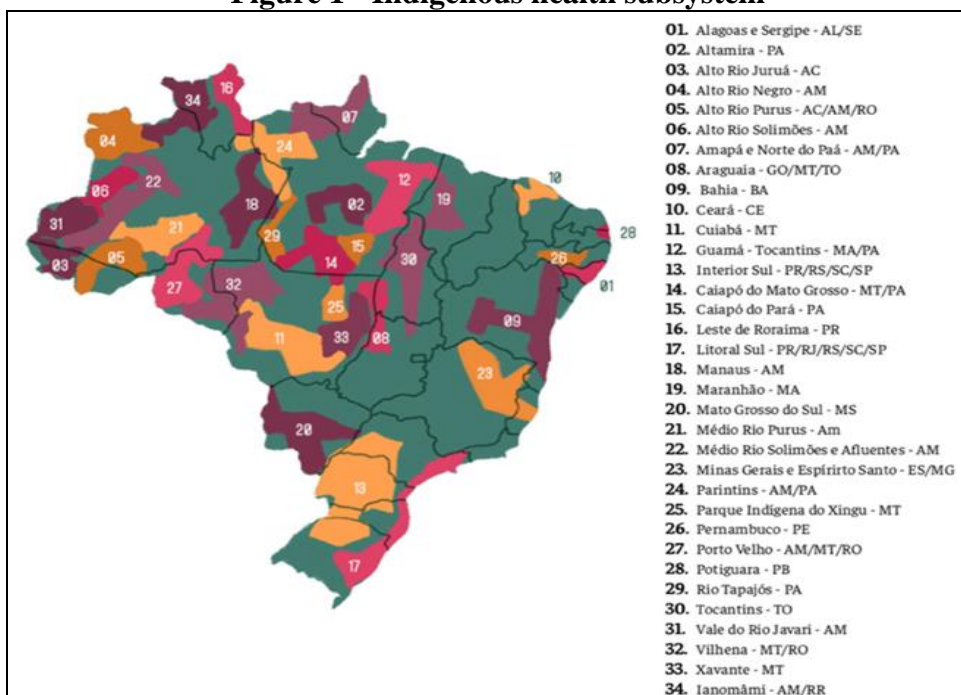 Figure 1 - Indigenous health subsystem
01. Alagoas e Sergipe - AL/SE
02. Altamira - PA
03. Alto Rio Juruá - AC
04. Alto Rio Negro - AM
05. Alto Rio Purus - AC/AM/RO
06. Alto Rio Solimões - AM
07. Amapá e Norte do Paá - AM/PA
08. Araguaia - GO/MT/TO
09. Bahia - BA
10. Ceará - CE
11. Cuiabá - MT
12. Guamá - Tocantins - MA/PA
13. Interior Sul - PR/RS/SC/SP
14. Caiapó do Mato Grosso - MT/PA
15. Caiapó do Pará - PA
16. Leste de Roraima - PR
17. Litoral Sul - PR/RJ/RS/SC/SP
18. Manaus - AM
19. Maranhão - MA
20. Mato Grosso do Sul - MS
21. Médio Rio Purus - Am
22. Médio Rio Solimões e Afluentes - AM
23. Minas Gerais e Espírirto Santo - ES/MG
24. Parintins - AM/PA
25. Parque Indígena do Xingu - MT
26. Pernambuco - PE
27. Porto Velho - AM/MT/RO
28. Potiguara - PB
29. Rio Tapajós - PA
30. Tocantins - TO
31. Vale do Rio Javari - AM
32. Vilhena - MT/RO
33. Xavante - MT
34. Ianomâmi - AM/RR
34
16
07
04
24
06
22
12
10
18
02
19
31
21
29
15
28
05
14
30
26
03
27
32
25
01
11
33
08
09
23
20
13
17